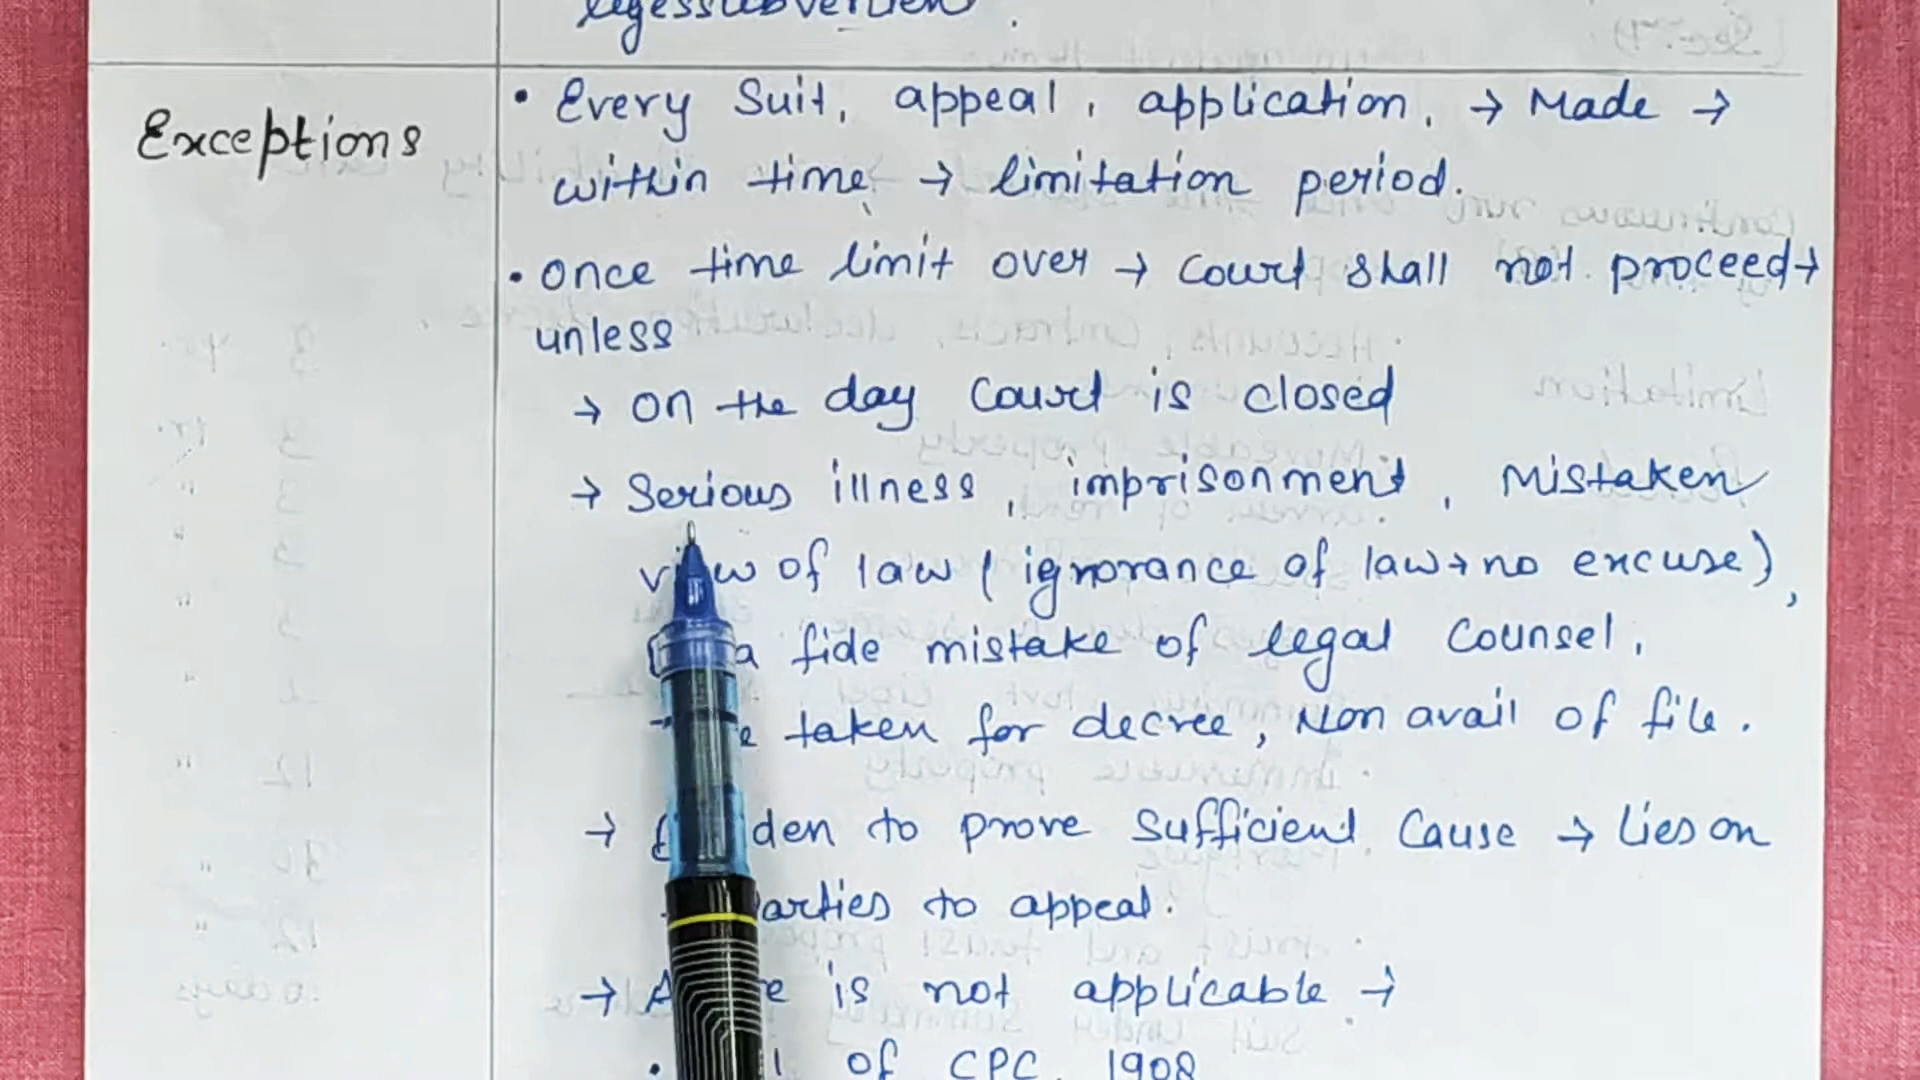 Exceptions
• Every Suit, appeal, application, → Made →
within time → limitation period.
• Once time limit over → Court shall not proceed →
unless
→ On the day Court is closed
→ Serious illness, imprisonment, Mistaken
of law ( ignorance of law → no excuse ),
fide mistake of legal Counsel,
taken for decree, Non avail of file.
→ to prove Sufficient Cause → Lies on
to appeal.
→ is not applicable →
• of CPC, 1908